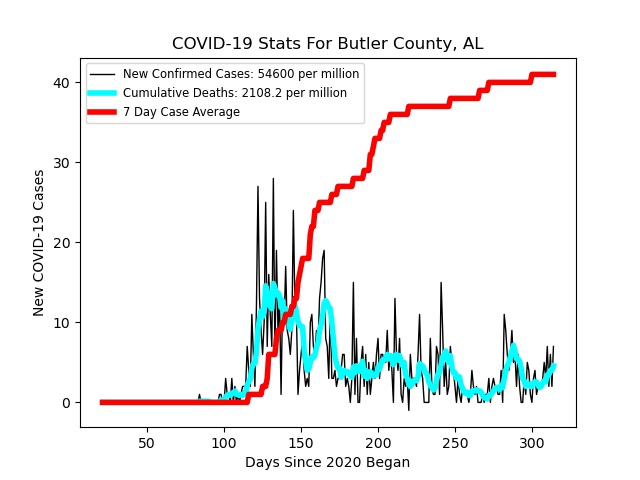 COVID-19 Stats For Butler County, AL
New Confirmed Cases: 54600 per million
Cumulative Deaths: 2108.2 per million
7 Day Case Average
New COVID-19 Cases
40
30
20
10
0
50
100
150
200
250
300
Days Since 2020 Began